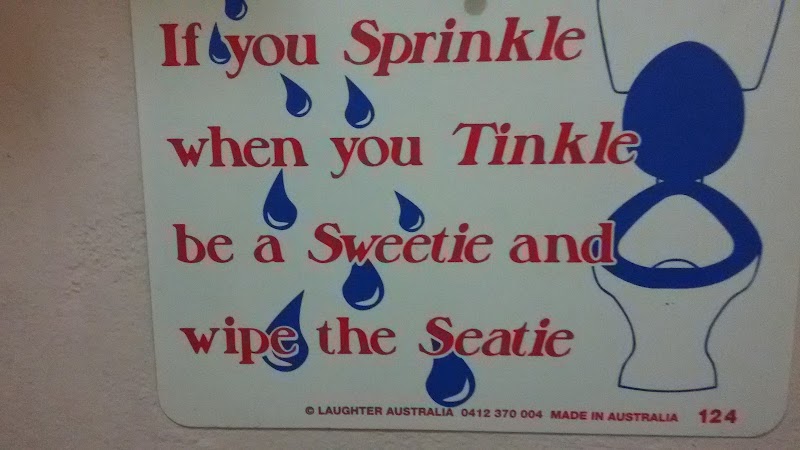 If you Sprinkle
when you Tinkle
be a Sweetie and
wipe the Seatie
© LAUGHTER AUSTRALIA 0412 370 004 MADE IN AUSTRALIA 124